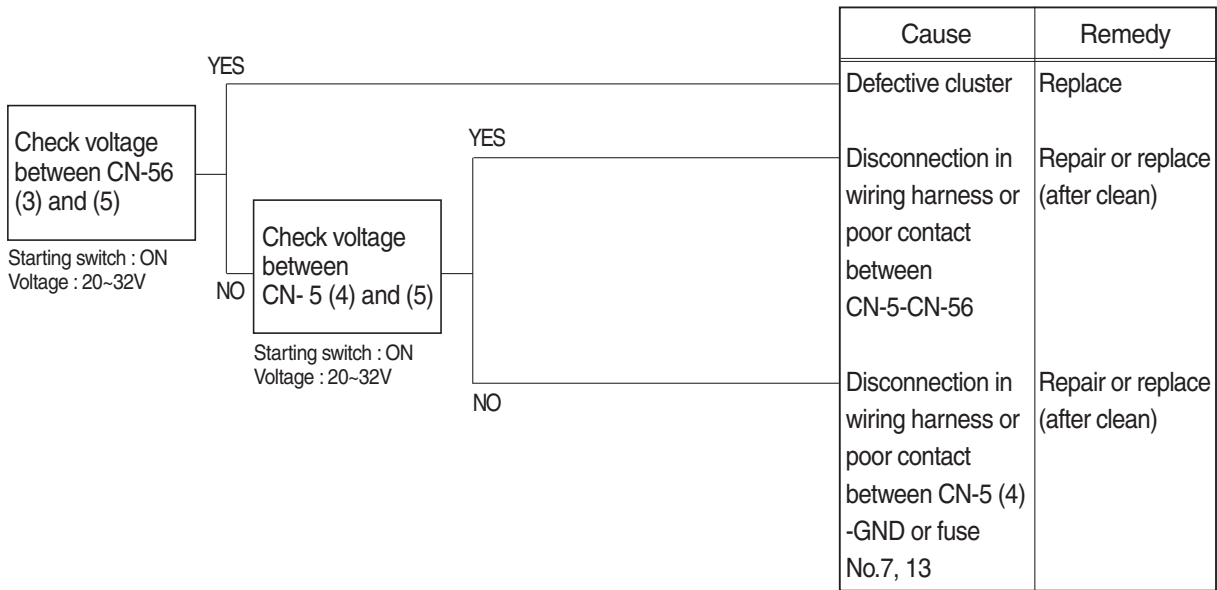 Cause
Remedy
YES
Defective cluster
Replace
Check voltage
between CN-56
(3) and (5)
Starting switch : ON
Voltage : 20~32V
NO
YES
Disconnection in
wiring harness or
poor contact
between
CN-5-CN-56
Repair or replace
(after clean)
Check voltage
between
CN- 5 (4) and (5)
Starting switch : ON
Voltage : 20~32V
NO
Disconnection in
wiring harness or
poor contact
between CN-5 (4)
-GND or fuse
No.7, 13
Repair or replace
(after clean)